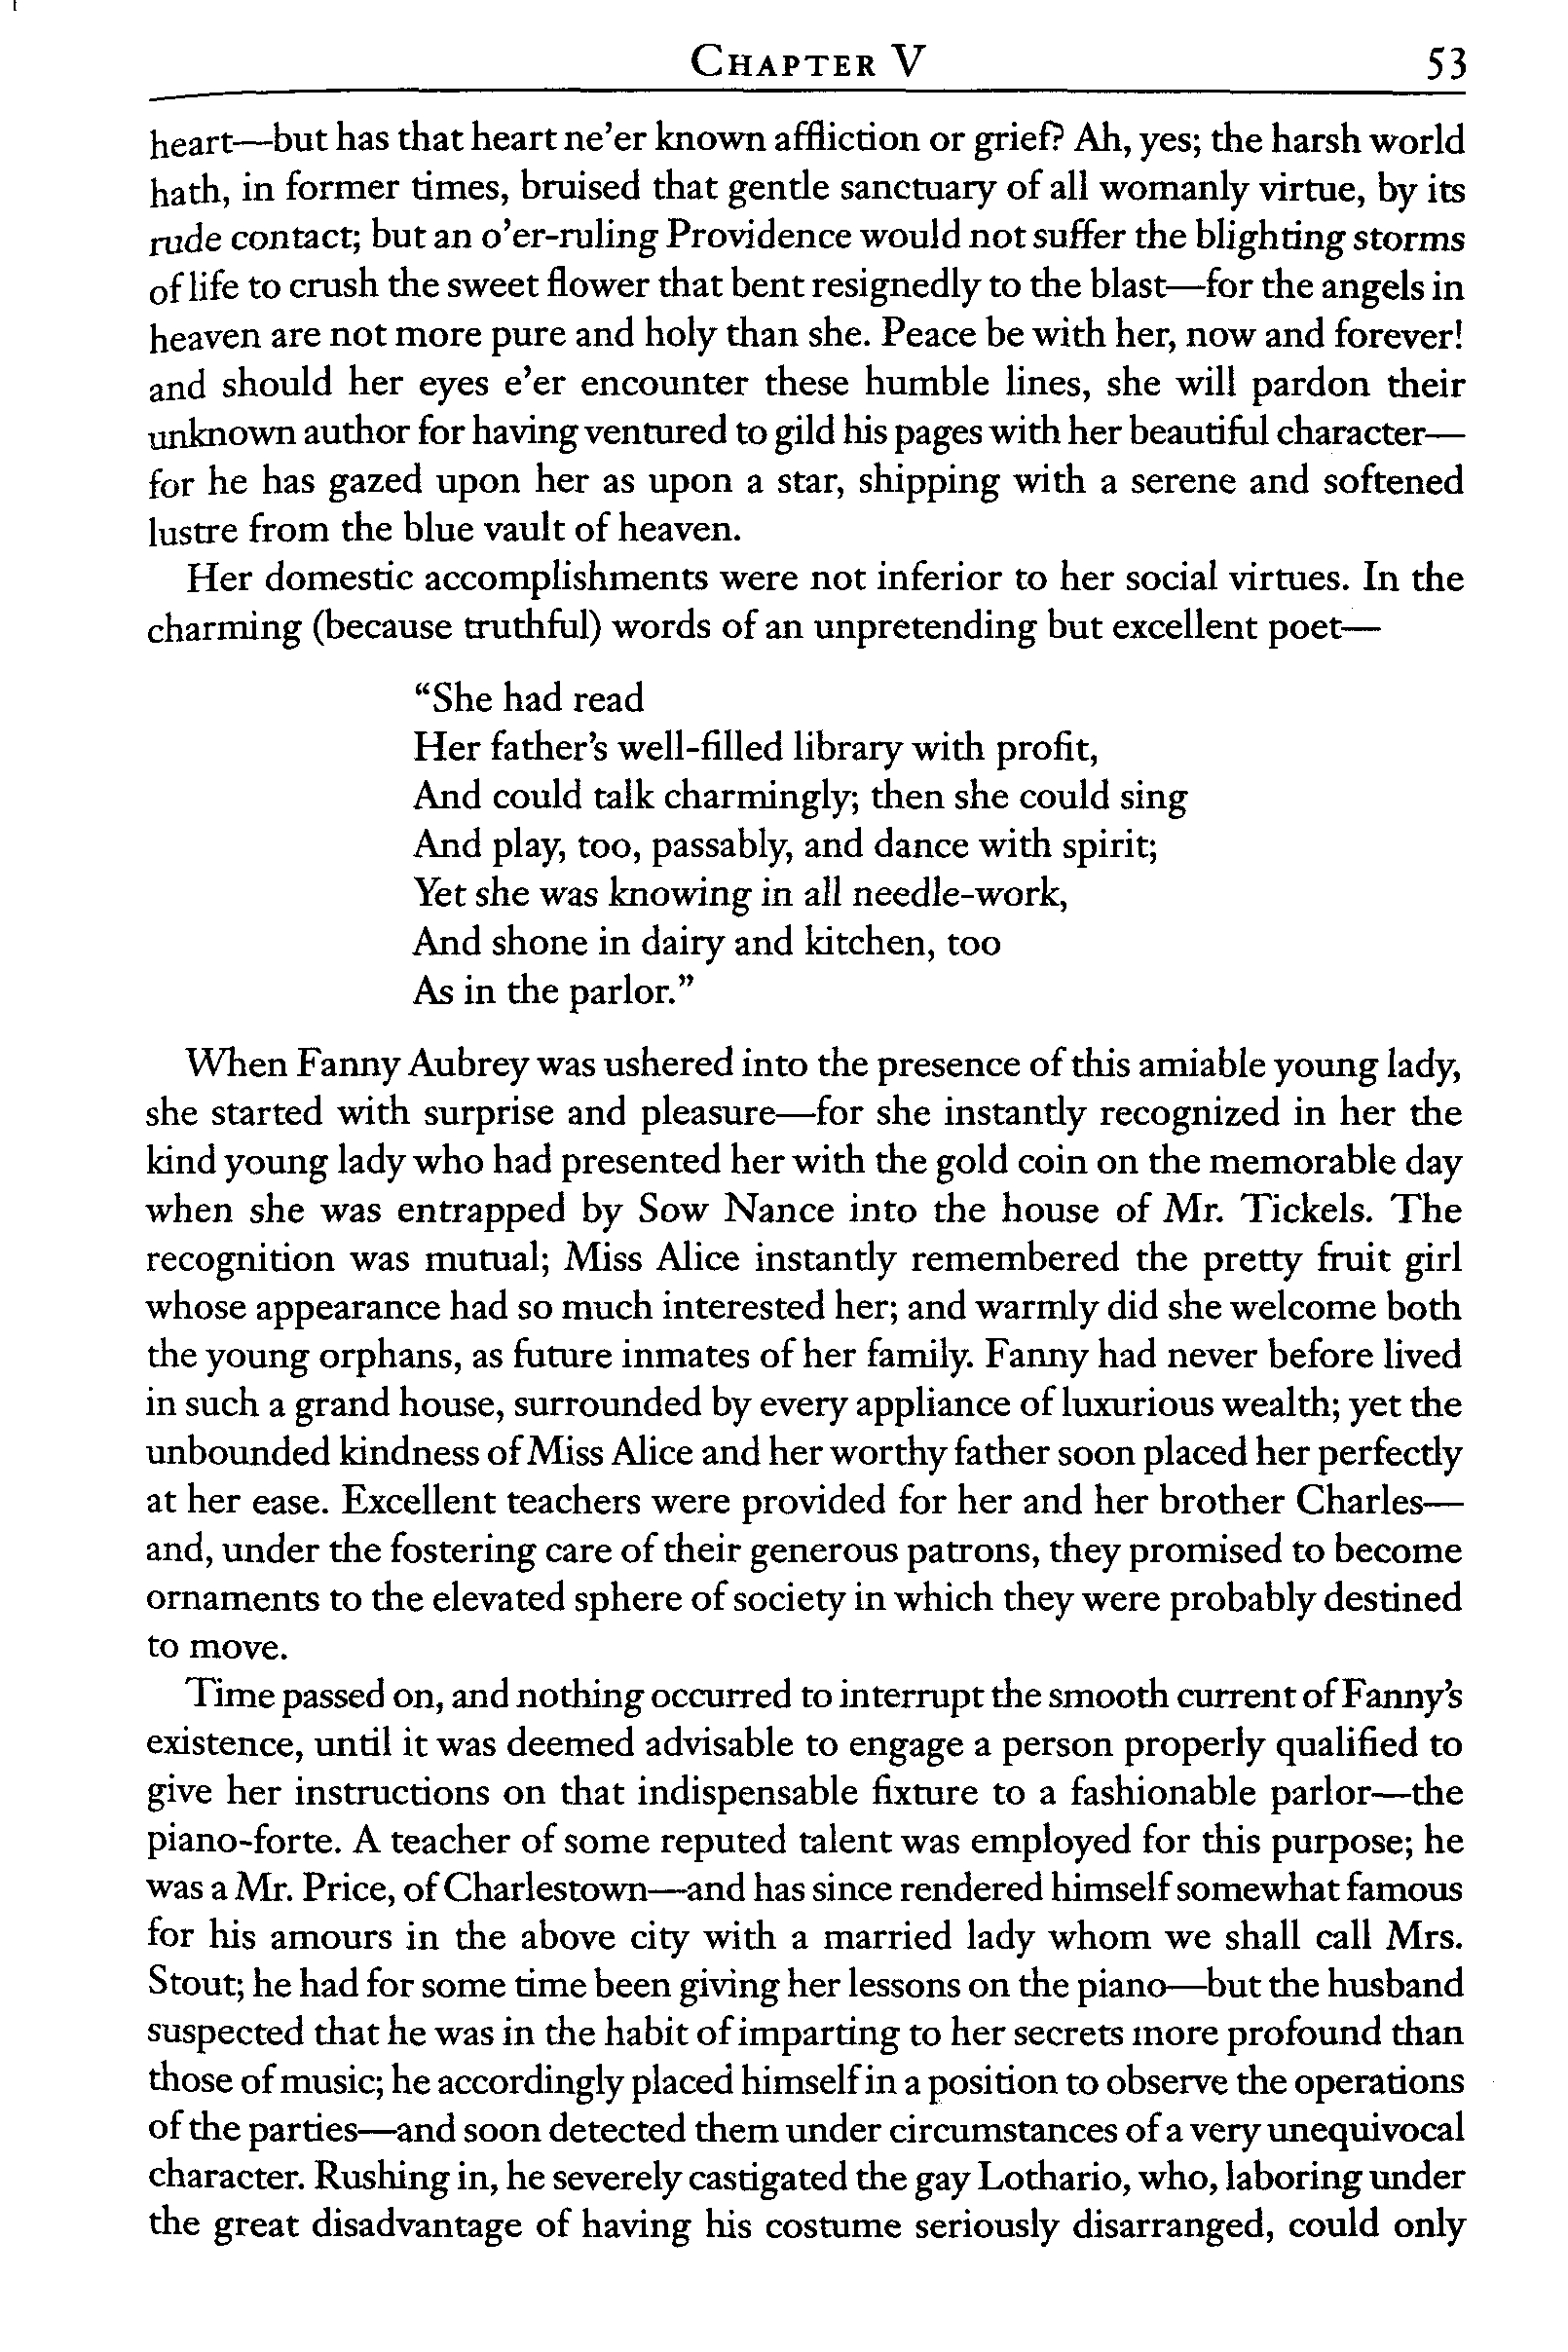 CHAPTER V 53
heart—but has that heart ne'er known affliction or grief? Ah, yes; the harsh world
hath, in former times, bruised that gentle sanctuary of all womanly virtue, by its
rude contact; but an o'er-ruling Providence would not suffer the blighting storms
of life to crush the sweet flower that bent resignedly to the blast—for the angels in
heaven are not more pure and holy than she. Peace be with her, now and forever!
and should her eyes e'er encounter these humble lines, she will pardon their
unknown author for having ventured to gild his pages with her beautiful character—
for he has gazed upon her as upon a star, shipping with a serene and softened
lustre from the blue vault of heaven.
Her domestic accomplishments were not inferior to her social virtues. In the
charming (because truthful) words of an unpretending but excellent poet—
"She had read
Her father's well-filled library with profit,
And could talk charmingly; then she could sing
And play, too, passably, and dance with spirit;
Yet she was knowing in all needle-work,
And shone in dairy and kitchen, too
As in the parlor."
When Fanny Aubrey was ushered into the presence of this amiable young lady,
she started with surprise and pleasure—for she instantly recognized in her the
kind young lady who had presented her with the gold coin on the memorable day
when she was entrapped by Sow Nance into the house of Mr. Tickels. The
recognition was mutual; Miss Alice instantly remembered the pretty fruit girl
whose appearance had so much interested her; and warmly did she welcome both
the young orphans, as future inmates of her family. Fanny had never before lived
in such a grand house, surrounded by every appliance of luxurious wealth; yet the
unbounded kindness of Miss Alice and her worthy father soon placed her perfectly
at her ease. Excellent teachers were provided for her and her brother Charles—
and, under the fostering care of their generous patrons, they promised to become
ornaments to the elevated sphere of society in which they were probably destined
to move.
Time passed on, and nothing occurred to interrupt the smooth current of Fanny's
existence, until it was deemed advisable to engage a person properly qualified to
give her instructions on that indispensable fixture to a fashionable parlor—the
piano-forte. A teacher of some reputed talent was employed for this purpose; he
was a Mr. Price, of Charlestown—and has since rendered himself somewhat famous
for his amours in the above city with a married lady whom we shall call Mrs.
Stout; he had for some time been giving her lessons on the piano—but the husband
suspected that he was in the habit of imparting to her secrets more profound than
those of music; he accordingly placed himself in a position to observe the operations
of the parties—and soon detected them under circumstances of a very unequivocal
character. Rushing in, he severely castigated the gay Lothario, who, laboring under
the great disadvantage of having his costume seriously disarranged, could only